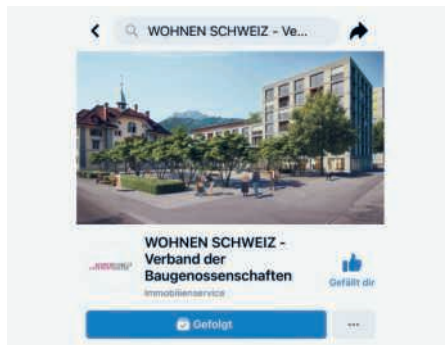 WOHNEN SCHWEIZ - Ve...
WOHNEN SCHWEIZ -
Verband der
Baugenossenschaften
Immobilienservice
Gefällt dir
Gefolgt